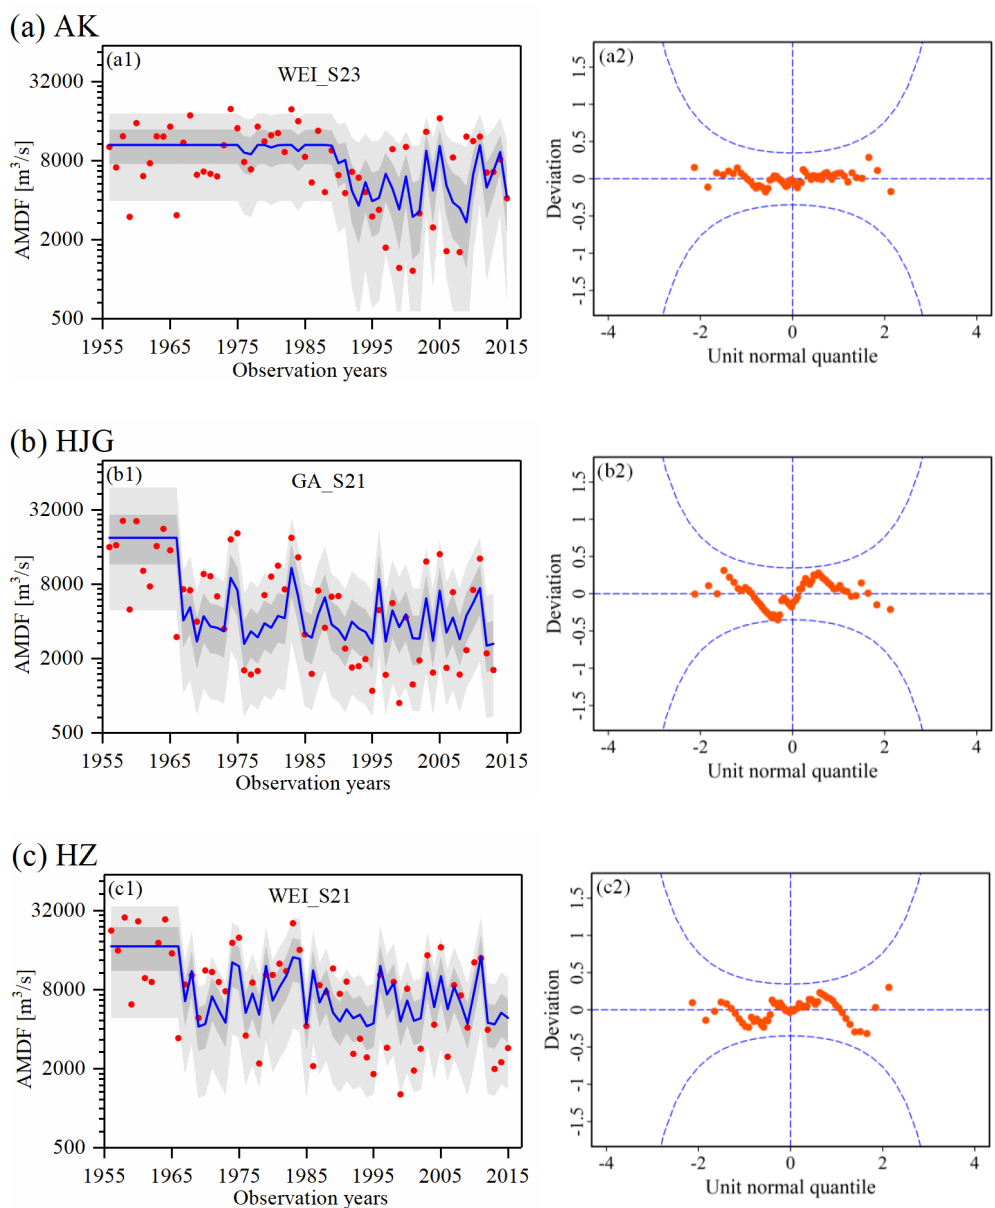 (a) AK
(a1)
WEI_S23
AMDF [m³/s]
32000
8000
2000
500
1955 1965 1975 1985 1995 2005 2015
Observation years
(a2)
Deviation
1.5
1
0.5
0
-0.5
-1
-1.5
-4 -2 0 2 4
Unit normal quantile
(b) HJG
(b1)
GA_S21
AMDF [m³/s]
32000
8000
2000
500
1955 1965 1975 1985 1995 2005 2015
Observation years
(b2)
Deviation
1.5
1
0.5
0
-0.5
-1
-1.5
-4 -2 0 2 4
Unit normal quantile
(c) HZ
(c1)
WEI_S21
AMDF [m³/s]
32000
8000
2000
500
1955 1965 1975 1985 1995 2005 2015
Observation years
(c2)
Deviation
1.5
1
0.5
0
-0.5
-1
-1.5
-4 -2 0 2 4
Unit normal quantile